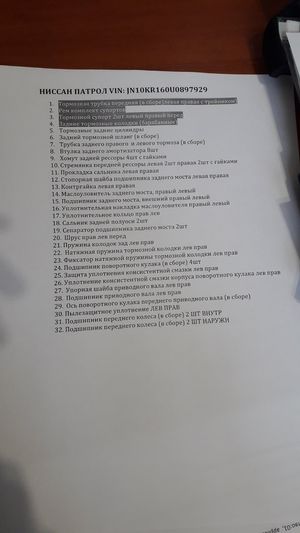 НИССАН ПАТРОЛ VIN: JN10KR160U0897929
1. Тормозная трубка передняя (в сборе)левая правая с тройником
2. Рем комплект супортов
3. Тормозной супорт 2шт левый правый перед
4. Задние тормозные колодки (барабанные)
5. Тормозные задние цилиндры
6. Задний тормозной шланг (в сборе)
7. Трубка заднего правого и левого тормоза (в сборе)
8. Втулка заднего амортизатора 8шт
9. Хомут задней рессоры 4шт с гайками
10. Стремянка передней рессоры левая 2шт правая 2шт с гайками
11. Прокладка сальника левая правая
12. Стопорная шайба подшипника заднего моста левая правая
13. Контргайка левая правая
14. Маслоуловитель заднего моста, правый левый
15. Подшипник заднего моста, внешний правый левый
16. Уплотнительная накладка маслоуловителя правый левый
17. Уплотнительное кольцо прав лев
18. Сальник задней полуоси 2шт
19. Сепаратор подшипника заднего моста 2шт
20. Шрус прав лев перед
21. Пружина колодок зад лев прав
22. Натяжная пружина тормозной колодки лев прав
23. Фиксатор натяжной пружины тормозной колодки лев прав
24. Подшипник поворотного кулака (в сборе) 4шт
25. Защита уплотнения консистентной смазки лев прав
26. Уплотнение консистентной смазки корпуса поворотного кулака лев прав
27. Упорная шайба приводного вала лев прав
28. Подшипник приводного вала лев прав
29. Ось поворотного кулака переднего приводного вала (в сборе)
30. Пылезащитное уплотнение ЛЕВ ПРАВ
31. Подшипник переднего колеса (в сборе) 2 ШТ ВНУТР
32. Подшипник переднего колеса (в сборе) 2 ШТ НАРУЖН